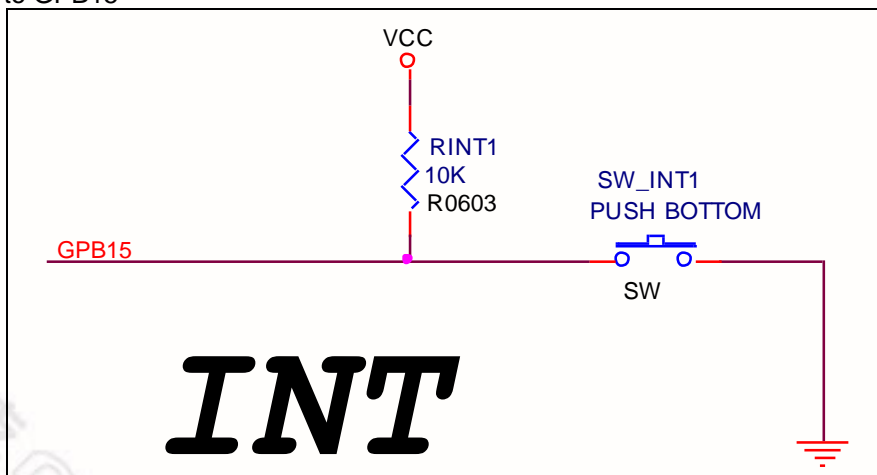 VCC
RINT1
10K
R0603
SW_INT1
PUSH BOTTOM
GPB15
SW
INT